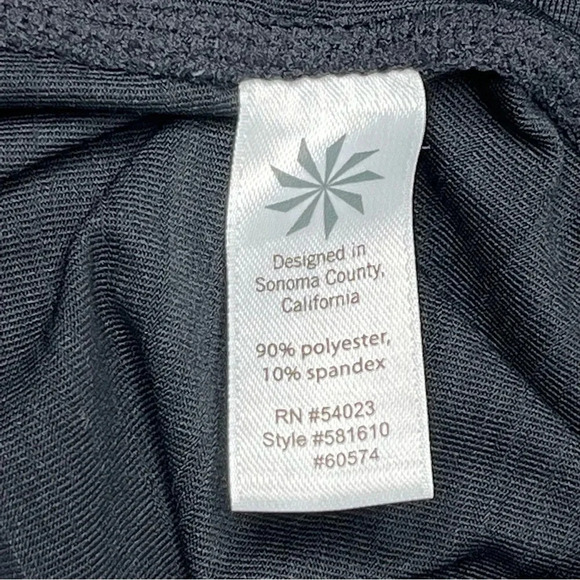 Designed in
Sonoma County,
California
90% polyester,
10% spandex
RN #54023
Style #581610
#60574